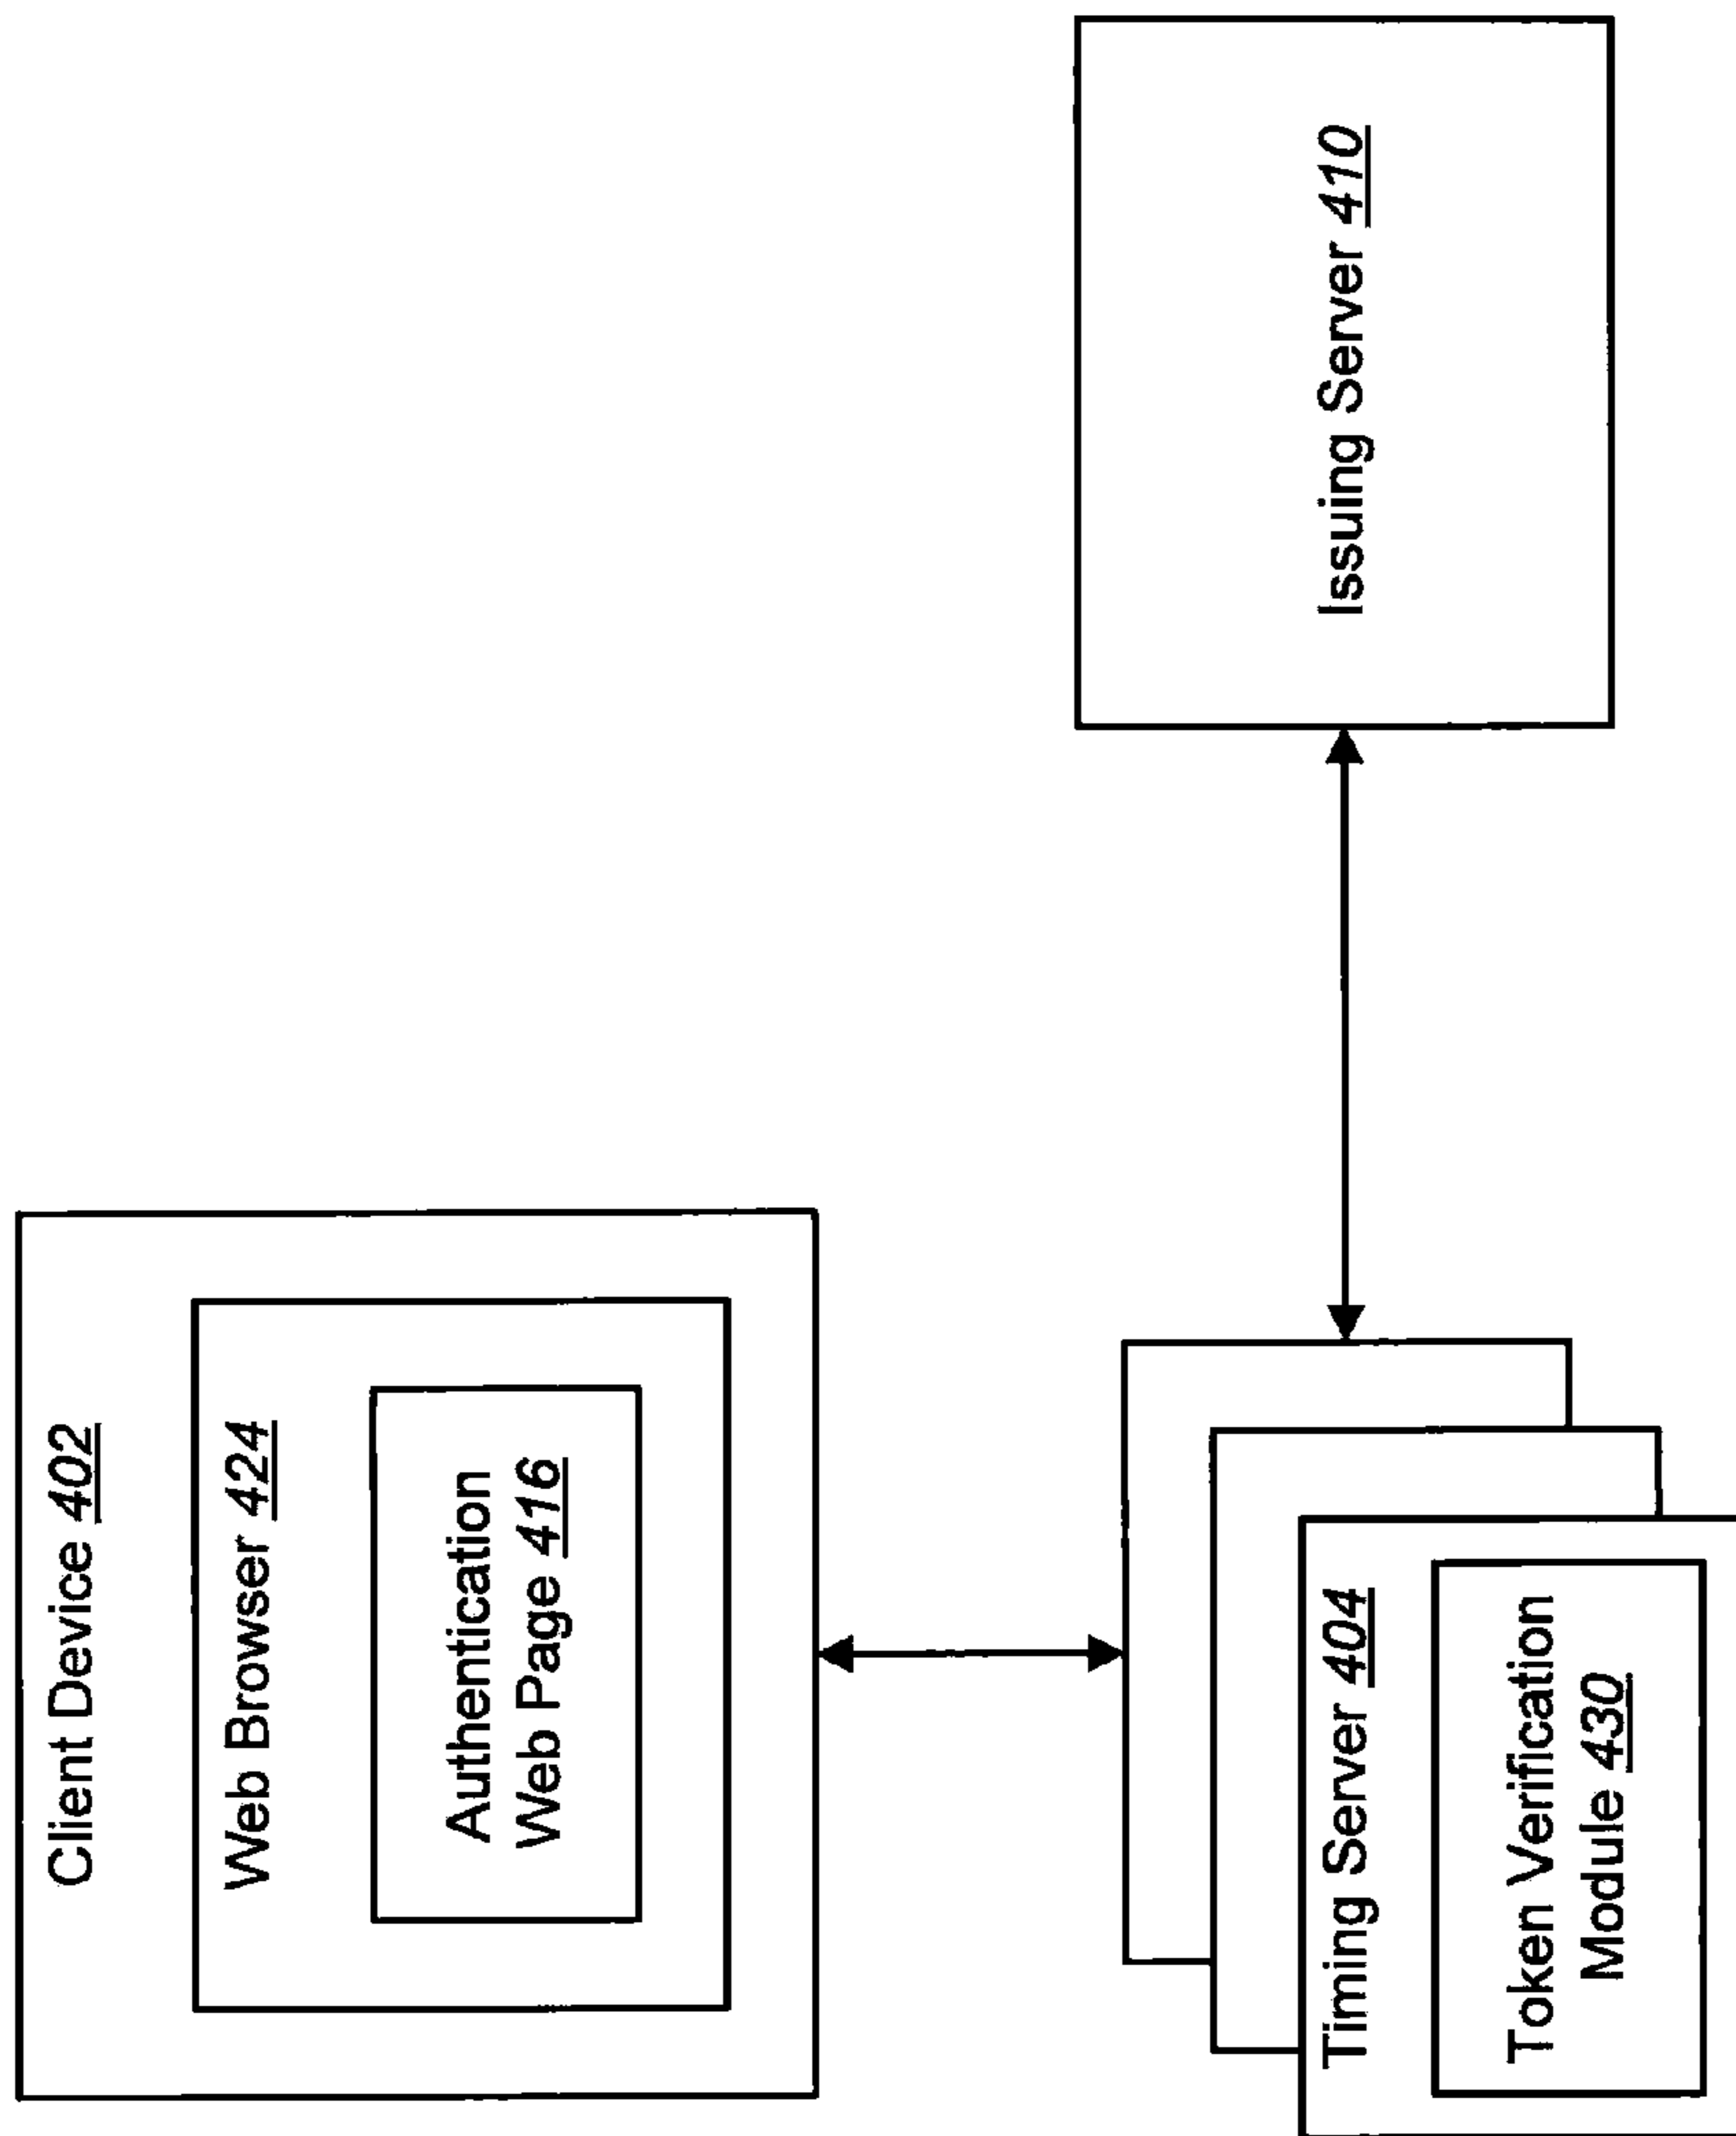 Client Device 402
Web Browser 424
Authentication
Web Page 416
Timing Server 404
Token Verification
Module 430
Issuing Server 410